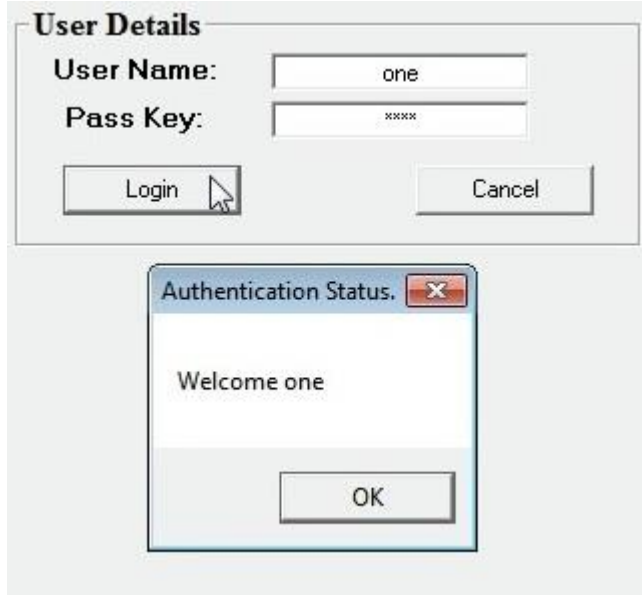 User Details
User Name: one
Pass Key: ××××
Login Cancel
Authentication Status.
Welcome one
OK